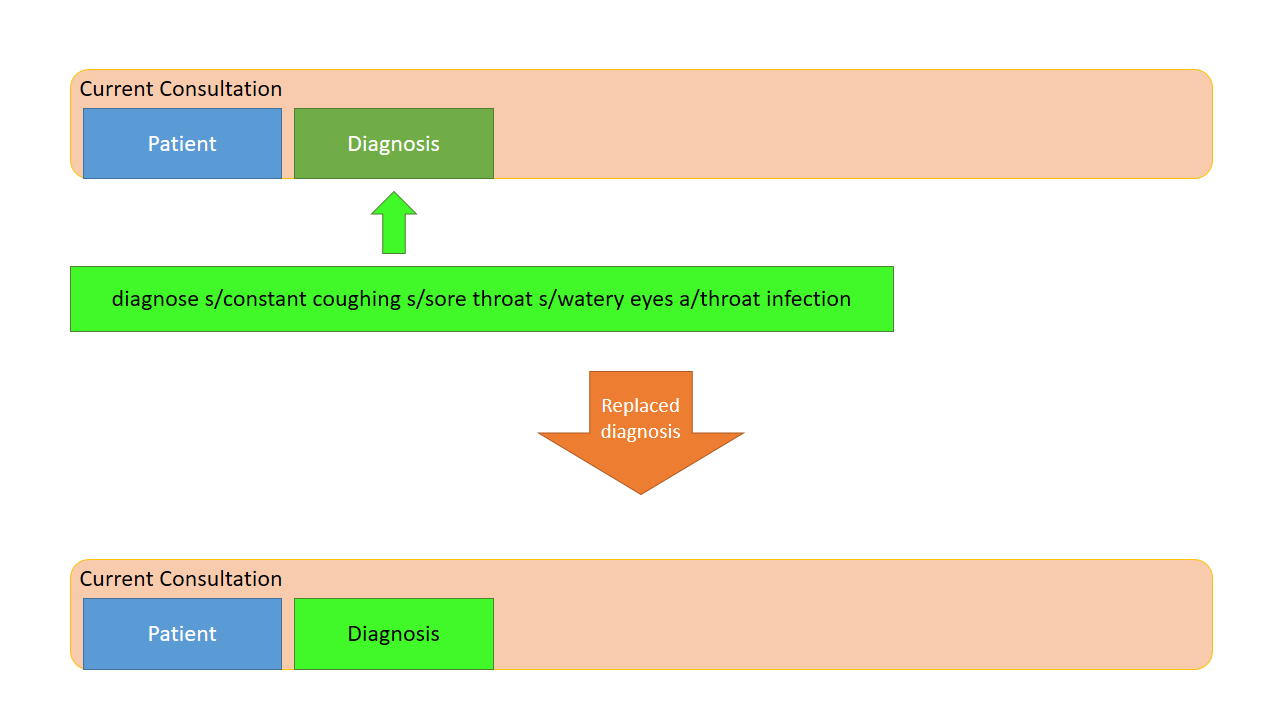 Current Consultation
Patient
Diagnosis
diagnose s/constant coughing s/sore throat s/watery eyes a/throat infection
Replaced
diagnosis
Current Consultation
Patient
Diagnosis